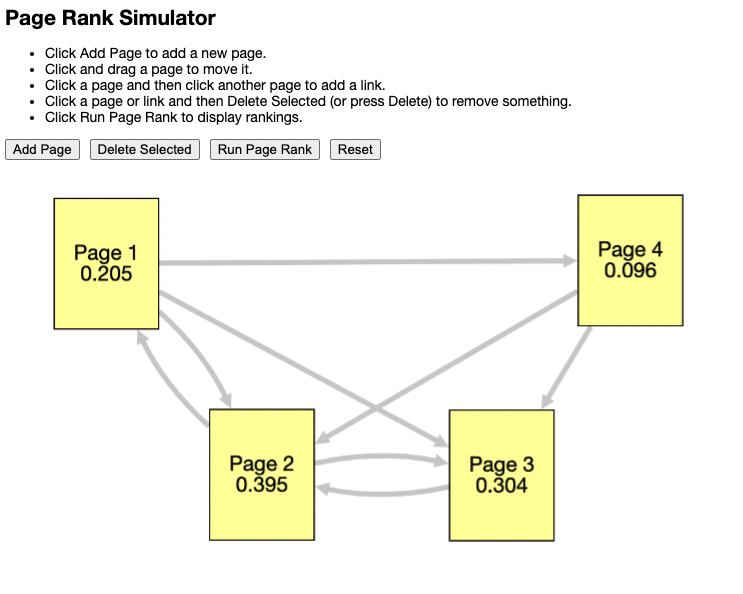 Page Rank Simulator
• Click Add Page to add a new page.
• Click and drag a page to move it.
• Click a page and then click another page to add a link.
• Click a page or link and then Delete Selected (or press Delete) to remove something.
• Click Run Page Rank to display rankings.
Add Page Delete Selected Run Page Rank Reset
Page 1
0.205
Page 4
0.096
Page 2
0.395
Page 3
0.304